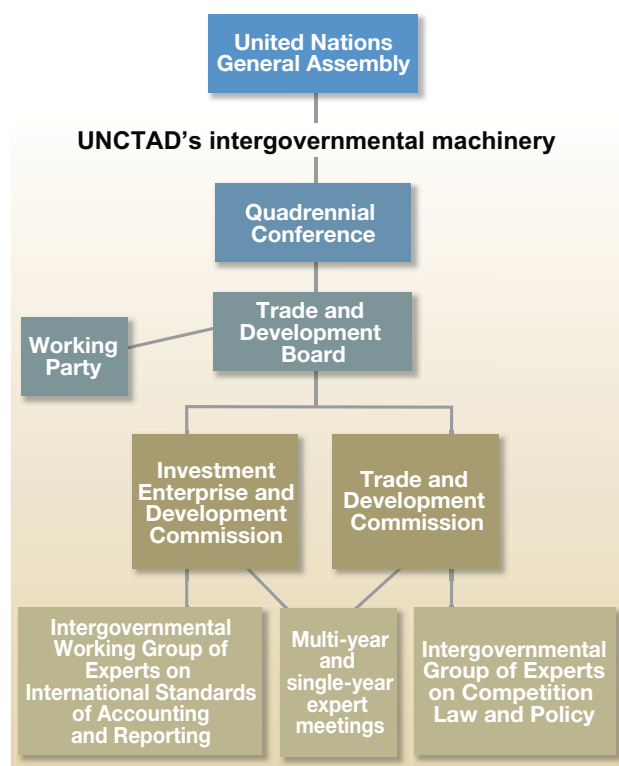 United Nations
General Assembly
UNCTAD's intergovernmental machinery
Quadrennial
Conference
Trade and
Development
Board
Working
Party
Investment
Enterprise and
Development
Commission
Trade and
Development
Commission
Intergovernmental
Working Group of
Experts on
International Standards
of Accounting
and Reporting
Multi-year
and
single-year
expert
meetings
Intergovernmental
Group of Experts
on Competition
Law and Policy